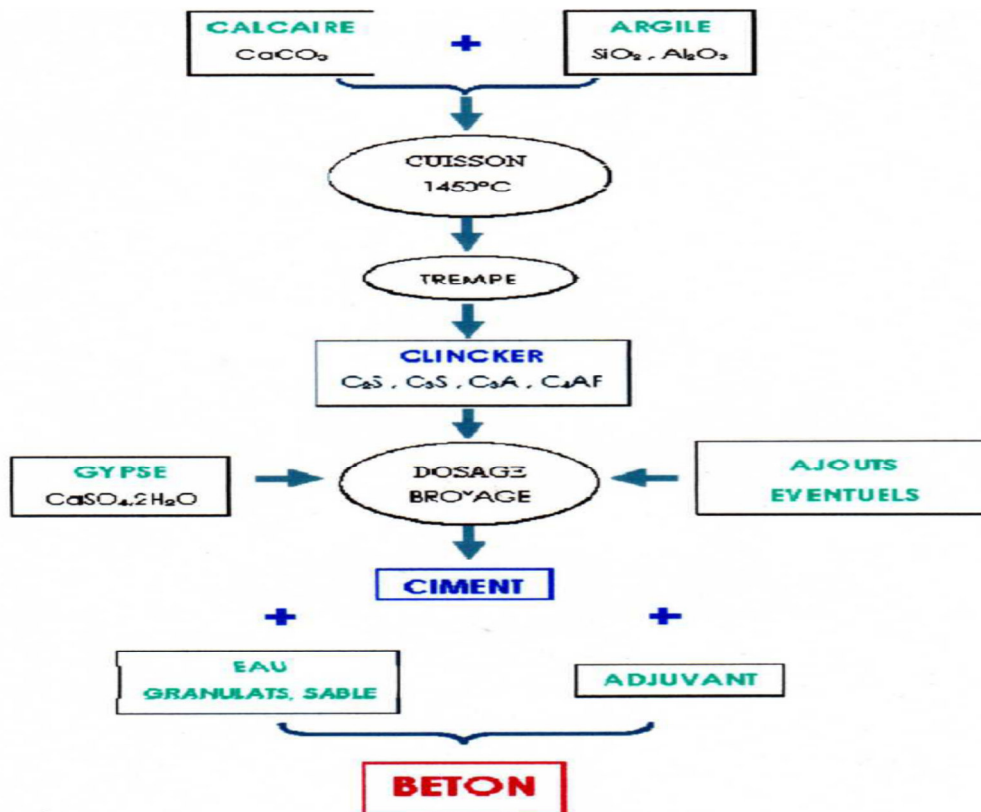 CALCAIRE
CaCO₃
+
ARGILE
SiO₂, Al₂O₃
CUISSON
1450°C
TREMPE
CLINCKER
C₂S, C₃S, C₃A, C₄AF
GYPSE
CaSO₄.2H₂O
DOSAGE
BROYAGE
AJOUTS
EVENTUELS
CIMENT
+
+
EAU
GRANULATS, SABLE
ADJUVANT
BETON